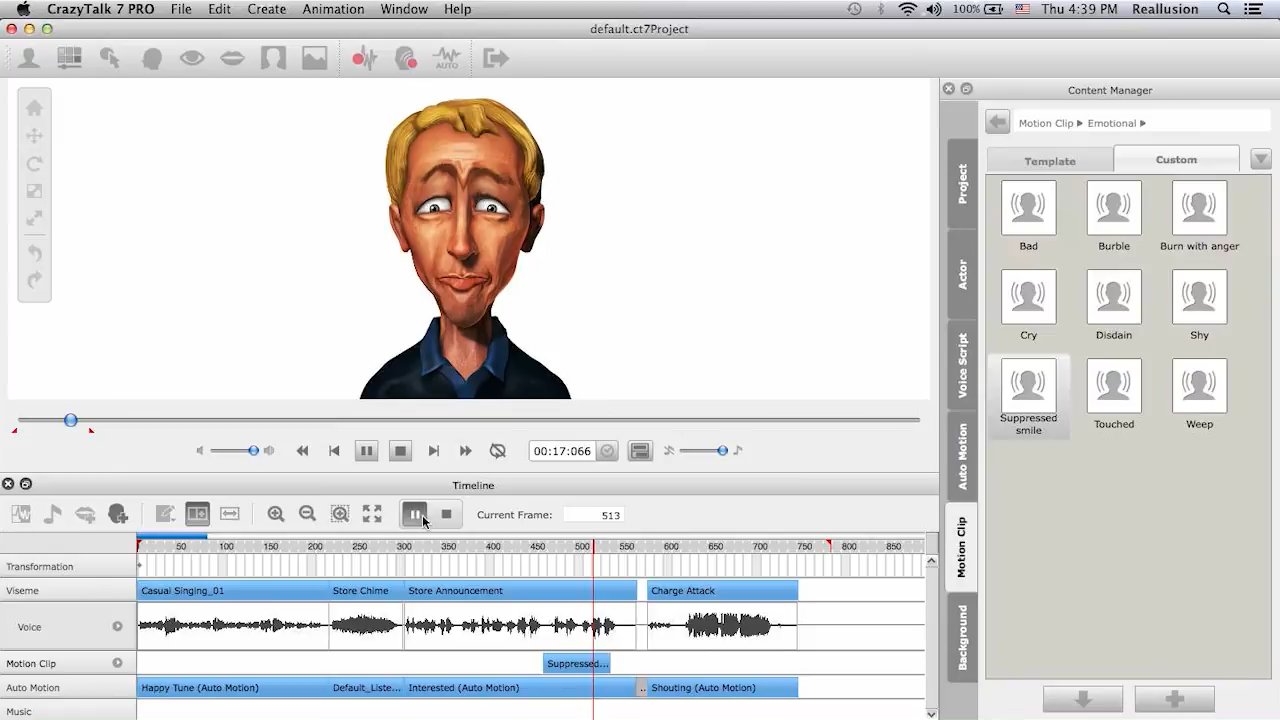 CrazyTalk 7 PRO File Edit Create Animation Window Help 100% Thu 4:39 PM Reallusion
default.ct7Project
AUTO
00:17:066
Content Manager
Motion Clip ▶ Emotional ▶
Template Custom
Bad Burble Burn with anger
Cry Disdain Shy
Suppressed smile Touched Weep
Project
Actor
Voice Script
Auto Motion
Motion Clip
Background
Timeline
Current Frame: 513
50 100 150 200 250 300 350 400 450 500 550 600 650 700 750 800 850
Transformation
Viseme Casual Singing_01 Store Chime Store Announcement Charge Attack
Voice
Motion Clip Suppressed...
Auto Motion Happy Tune (Auto Motion) Default_Liste... Interested (Auto Motion) .. Shouting (Auto Motion)
Music